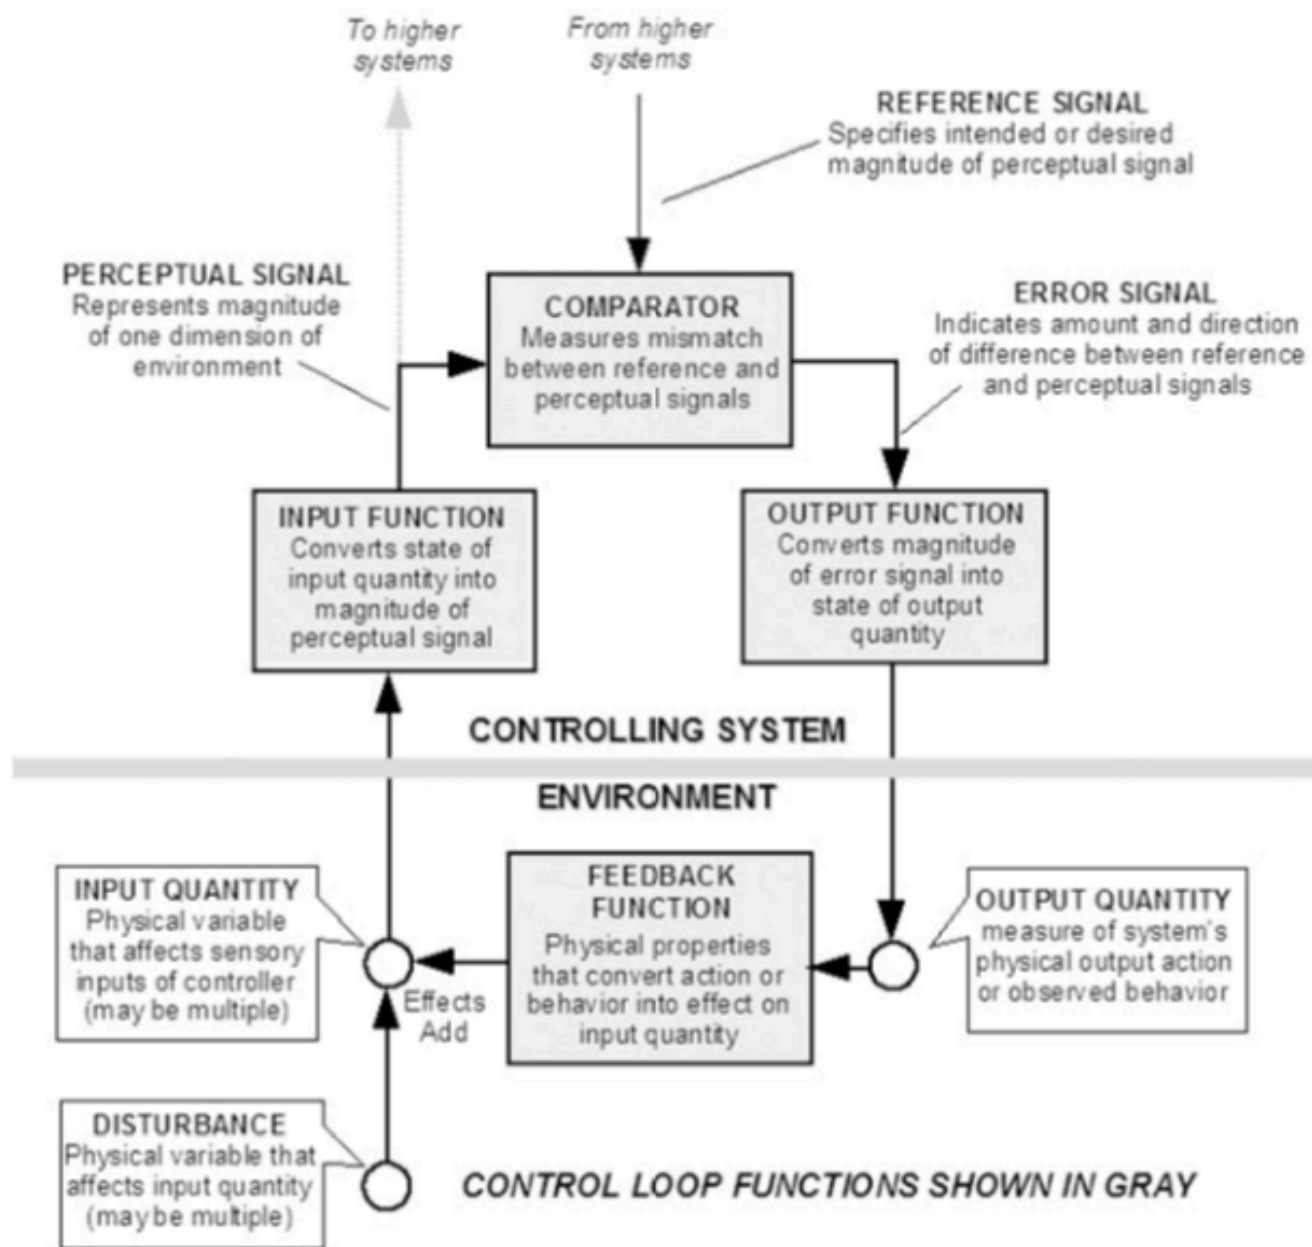 To higher
systems
From higher
systems
REFERENCE SIGNAL
Specifies intended or desired
magnitude of perceptual signal
PERCEPTUAL SIGNAL
Represents magnitude
of one dimension of
environment
COMPARATOR
Measures mismatch
between reference and
perceptual signals
ERROR SIGNAL
Indicates amount and direction
of difference between reference
and perceptual signals
INPUT FUNCTION
Converts state of
input quantity into
magnitude of
perceptual signal
OUTPUT FUNCTION
Converts magnitude
of error signal into
state of output
quantity
CONTROLLING SYSTEM
ENVIRONMENT
INPUT QUANTITY
Physical variable
that affects sensory
inputs of controller
(may be multiple)
Effects
Add
FEEDBACK
FUNCTION
Physical properties
that convert action or
behavior into effect on
input quantity
OUTPUT QUANTITY
measure of system's
physical output action
or observed behavior
DISTURBANCE
Physical variable that
affects input quantity
(may be multiple)
CONTROL LOOP FUNCTIONS SHOWN IN GRAY